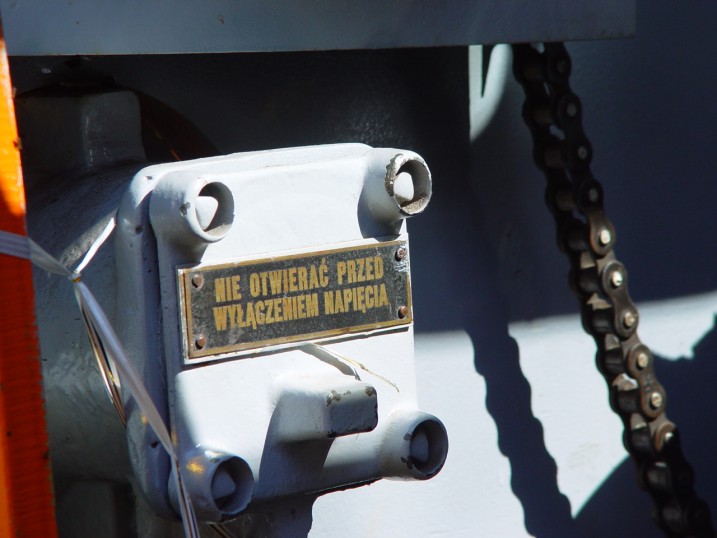 NIE OTWIERAĆ PRZED
WYŁĄCZENIEM NAPIĘCIA